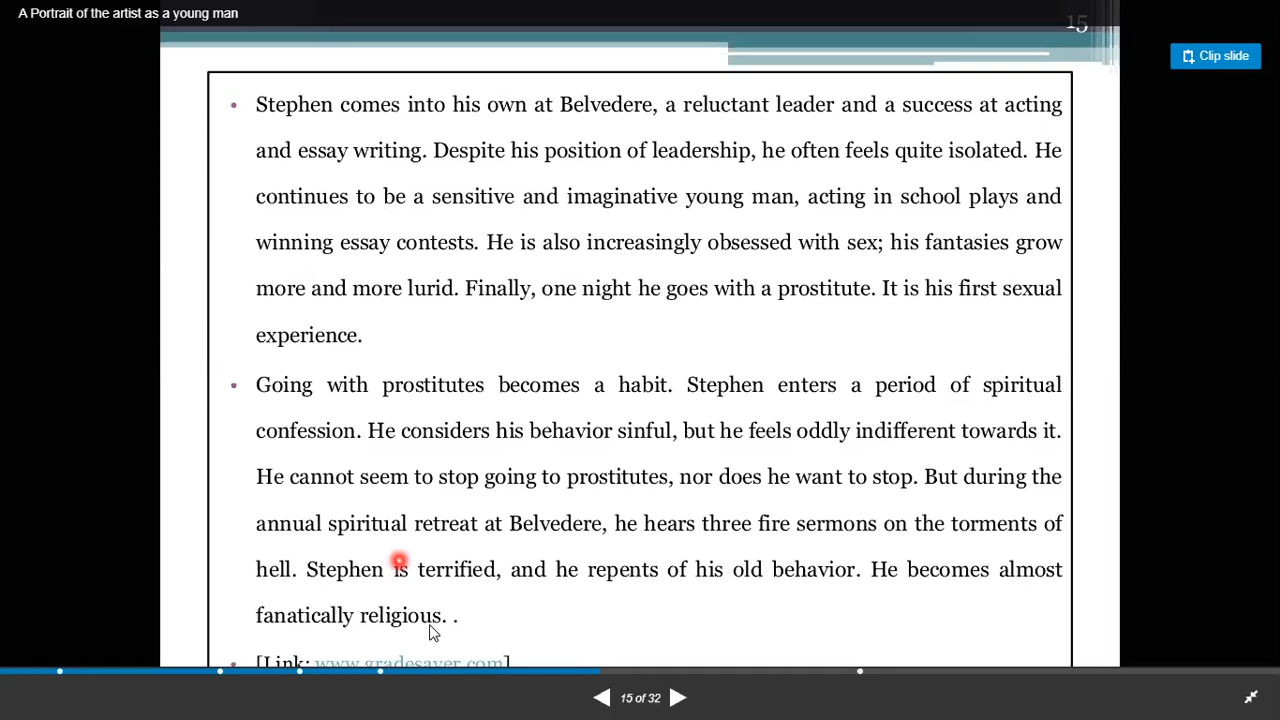 A Portrait of the artist as a young man
15
Clip slide
• Stephen comes into his own at Belvedere, a reluctant leader and a success at acting
and essay writing. Despite his position of leadership, he often feels quite isolated. He
continues to be a sensitive and imaginative young man, acting in school plays and
winning essay contests. He is also increasingly obsessed with sex; his fantasies grow
more and more lurid. Finally, one night he goes with a prostitute. It is his first sexual
experience.
• Going with prostitutes becomes a habit. Stephen enters a period of spiritual
confession. He considers his behavior sinful, but he feels oddly indifferent towards it.
He cannot seem to stop going to prostitutes, nor does he want to stop. But during the
annual spiritual retreat at Belvedere, he hears three fire sermons on the torments of
hell. Stephen is terrified, and he repents of his old behavior. He becomes almost
fanatically religious. .
• [Link: www.gradesaver.com]
15 of 32